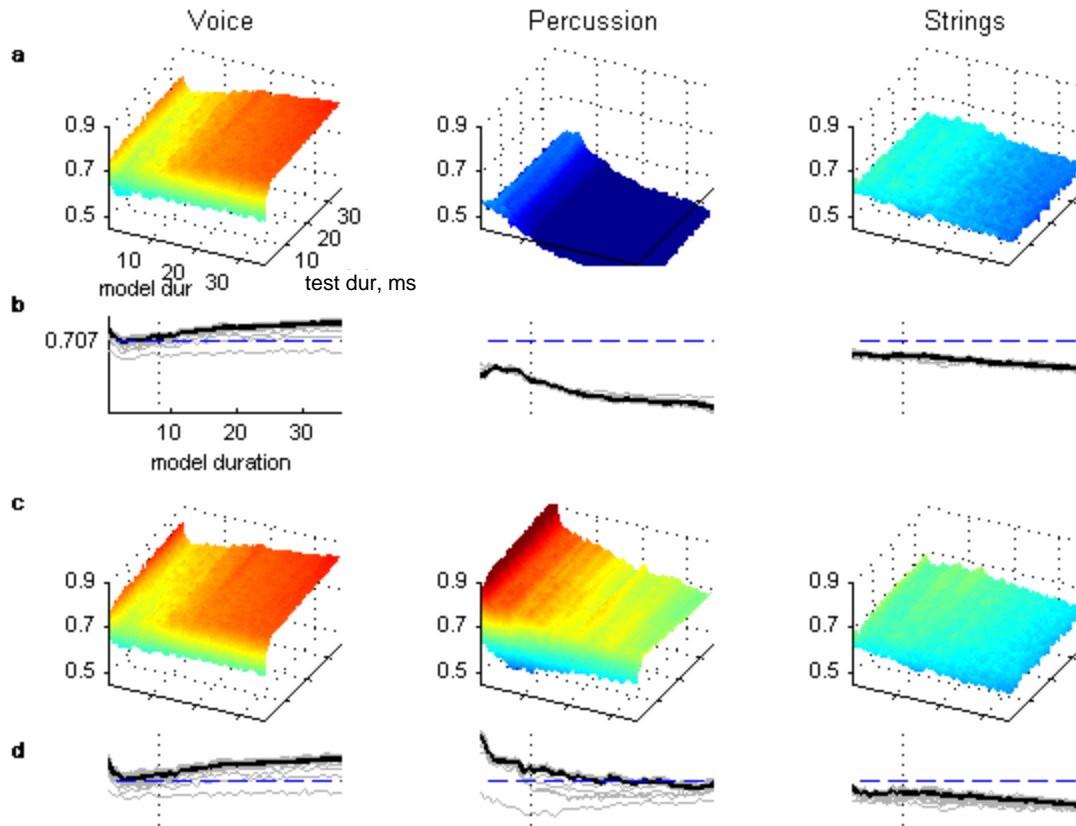 Voice Percussion Strings
a
0.9 0.9 0.9
0.7 0.7 0.7
0.5 0.5 0.5
10 20 30
model dur
10 20 30
test dur, ms
b
0.707
10 20 30
model duration
c
0.9 0.9 0.9
0.7 0.7 0.7
0.5 0.5 0.5
d